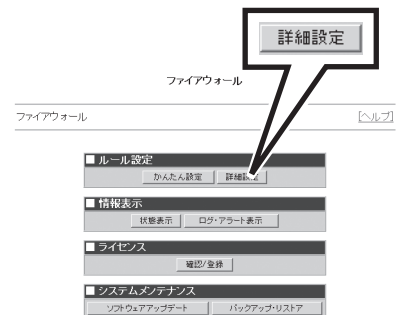 詳細設定
ファイアウォール
ファイアウォール [ヘルプ]
■ ルール設定
かんたん設定 詳細設定
■ 情報表示
状態表示 ログ・アラート表示
■ ライセンス
確認/登録
■ システムメンテナンス
ソフトウェアアップデート バックアップ・リストア